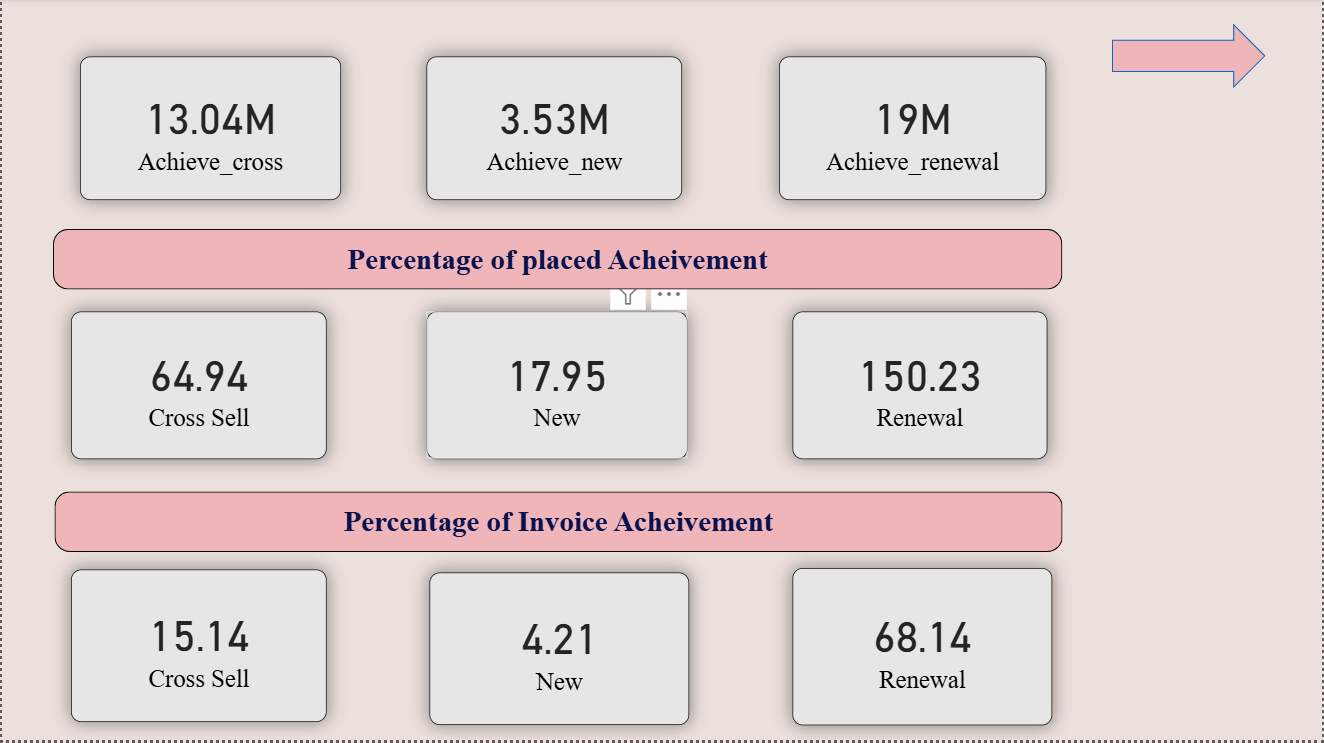 13.04M
Achieve_cross
3.53M
Achieve_new
19M
Achieve_renewal
Percentage of placed Acheivement
64.94
Cross Sell
17.95
New
150.23
Renewal
Percentage of Invoice Acheivement
15.14
Cross Sell
4.21
New
68.14
Renewal